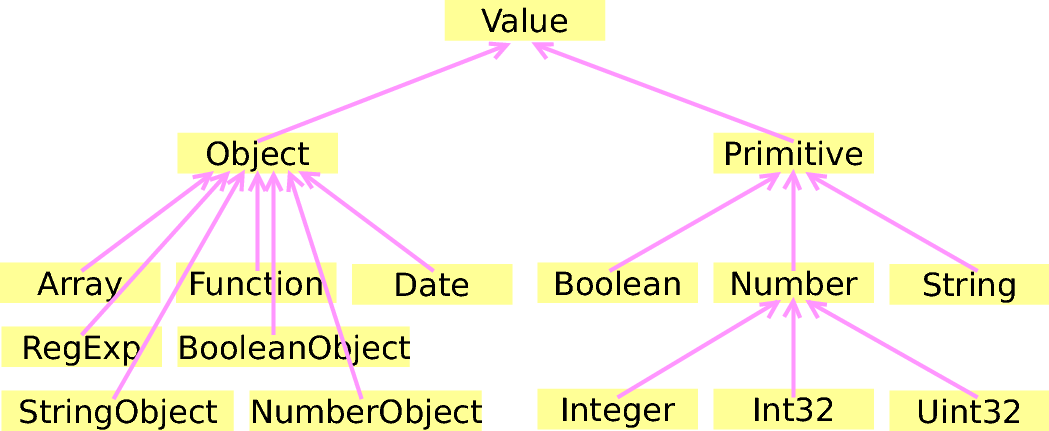 Value
Object
Primitive
Array
Function
Date
Boolean
Number
String
RegExp
BooleanObject
StringObject
NumberObject
Integer
Int32
Uint32